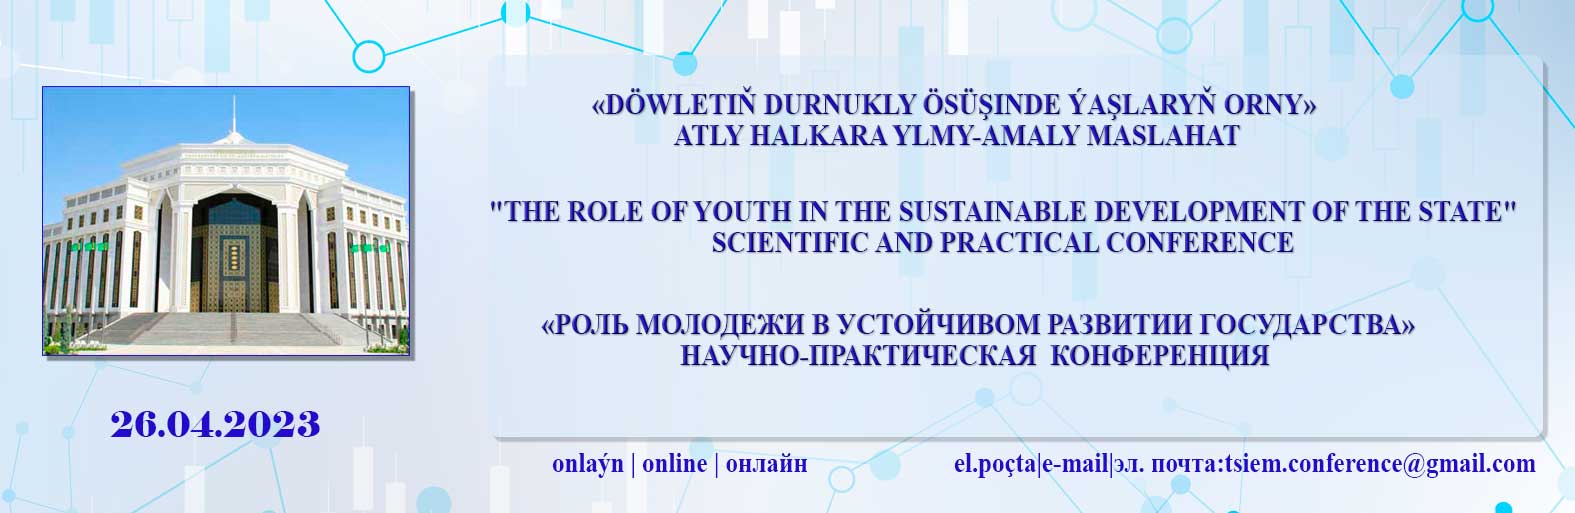 «DÖWLETIŇ DURNUKLY ÖSÜŞINDE ÝAŞLARYŇ ORNY»
ATLY HALKARA YLMY-AMALY MASLAHAT
"THE ROLE OF YOUTH IN THE SUSTAINABLE DEVELOPMENT OF THE STATE"
SCIENTIFIC AND PRACTICAL CONFERENCE
«РОЛЬ МОЛОДЕЖИ В УСТОЙЧИВОМ РАЗВИТИИ ГОСУДАРСТВА»
НАУЧНО-ПРАКТИЧЕСКАЯ КОНФЕРЕНЦИЯ
26.04.2023
onlaýn | online | онлайн
el.poçta|e-mail|эл. почта:tsiem.conference@gmail.com